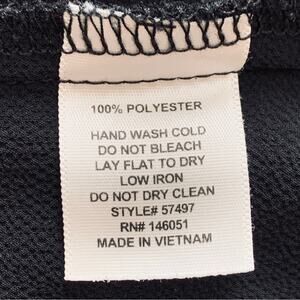 100% POLYESTER
HAND WASH COLD
DO NOT BLEACH
LAY FLAT TO DRY
LOW IRON
DO NOT DRY CLEAN
STYLE# 57497
RN# 146051
MADE IN VIETNAM